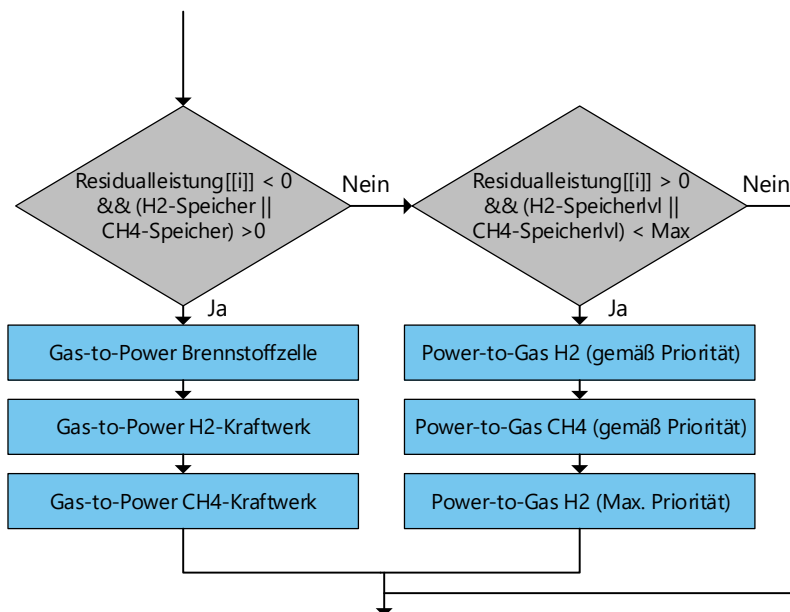 Residualleistung[[i]] < 0
&& (H2-Speicher ||
CH4-Speicher) >0
Nein
Residualleistung[[i]] > 0
&& (H2-Speicherlvl ||
CH4-Speicherlvl) < Max
Nein
Ja
Ja
Gas-to-Power Brennstoffzelle
Power-to-Gas H2 (gemäß Priorität)
Gas-to-Power H2-Kraftwerk
Power-to-Gas CH4 (gemäß Priorität)
Gas-to-Power CH4-Kraftwerk
Power-to-Gas H2 (Max. Priorität)